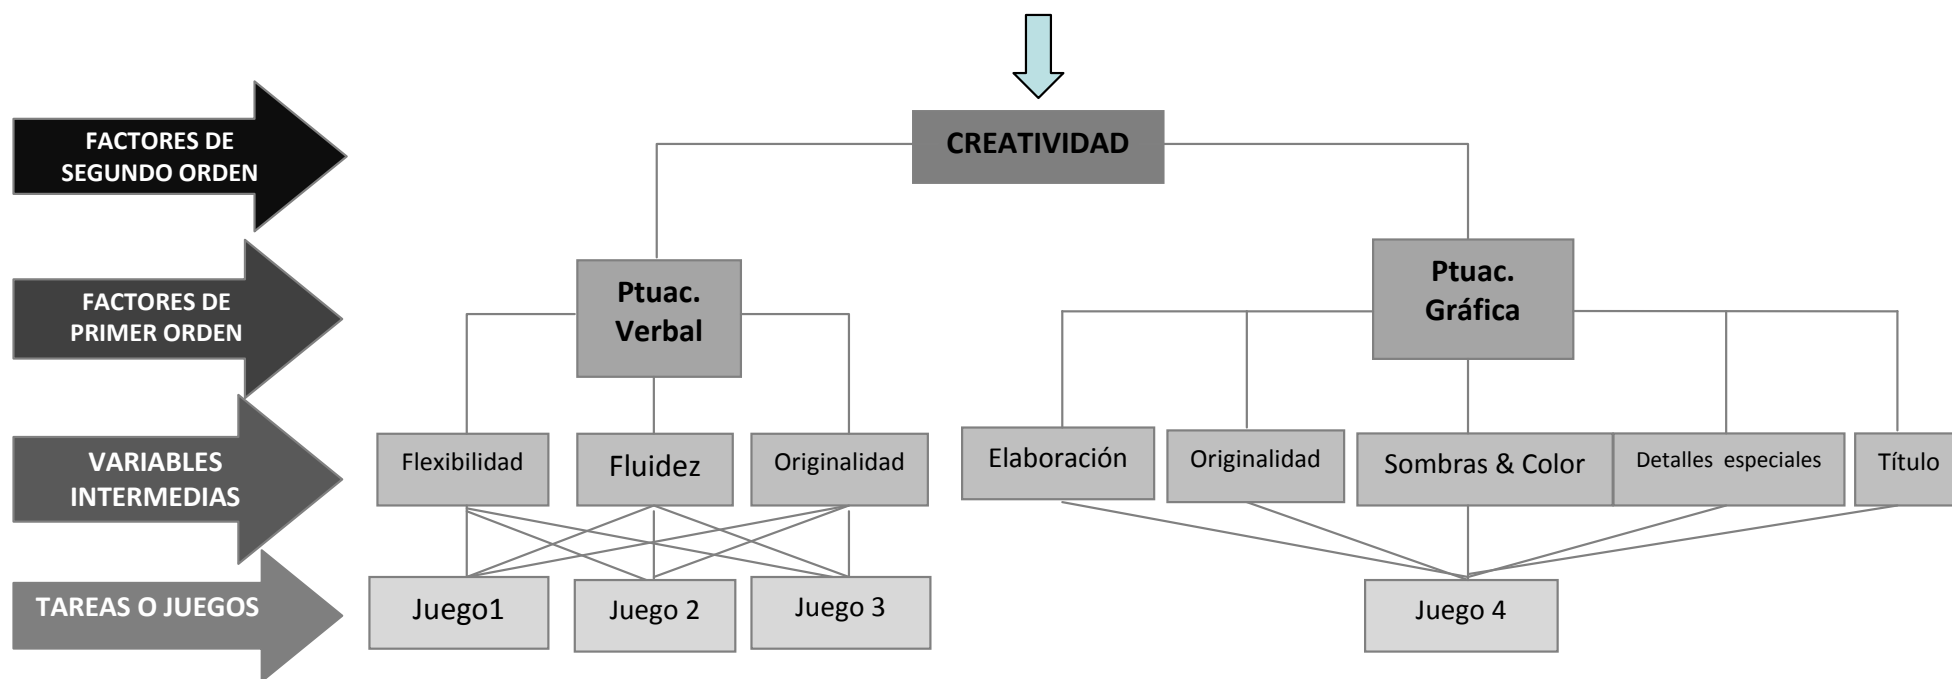 FACTORES DE
SEGUNDO ORDEN
CREATIVIDAD
FACTORES DE
PRIMER ORDEN
Ptuac.
Verbal
Ptuac.
Gráfica
VARIABLES
INTERMEDIAS
Flexibilidad
Fluidez
Originalidad
Elaboración
Originalidad
Sombras & Color
Detalles especiales
Título
TAREAS O JUEGOS
Juego1
Juego 2
Juego 3
Juego 4